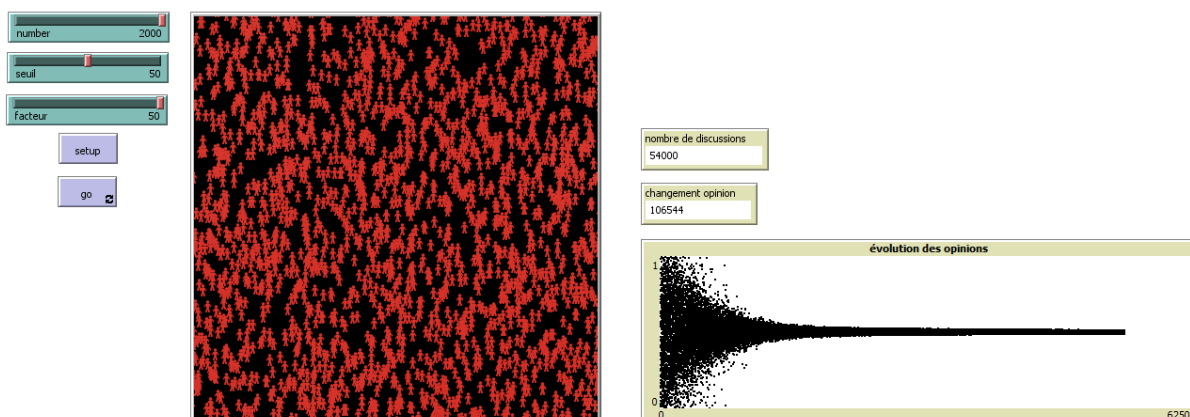 number 2000
seuil 50
facteur 50
setup
go
nombre de discussions
54000
changement opinion
106544
évolution des opinions
1
0
0 6250